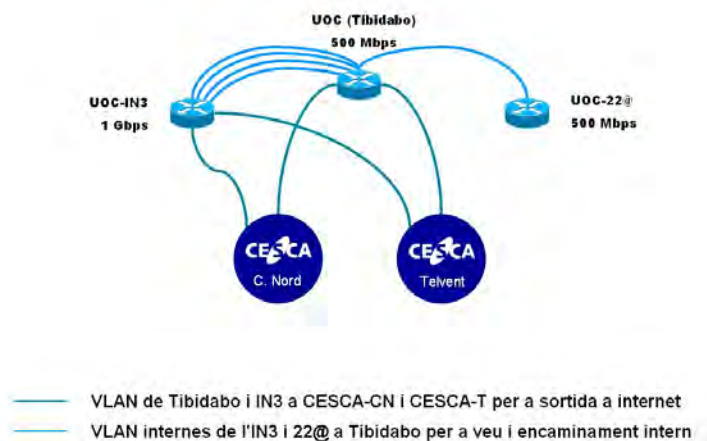 UOC (Tibidabo)
500 Mbps
UOC-IN3
1 Gbps
UOC-22@
500 Mbps
CESCA
C. Nord
CESCA
Telvent
VLAN de Tibidabo i IN3 a CESCA-CN i CESCA-T per a sortida a internet
VLAN internes de l'IN3 i 22@ a Tibidabo per a veu i encaminament intern